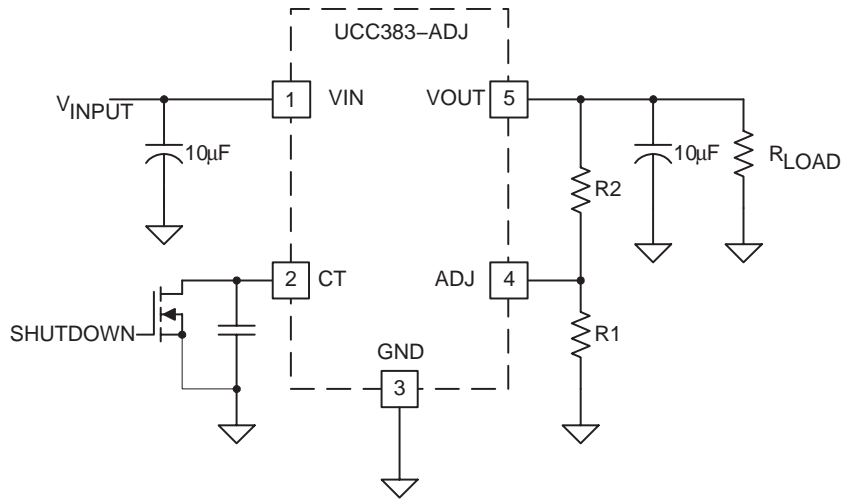 UCC383–ADJ
VINPUT
1
VIN
VOUT
5
10μF
10μF
RLOAD
R2
2
CT
ADJ
4
SHUTDOWN
R1
GND
3